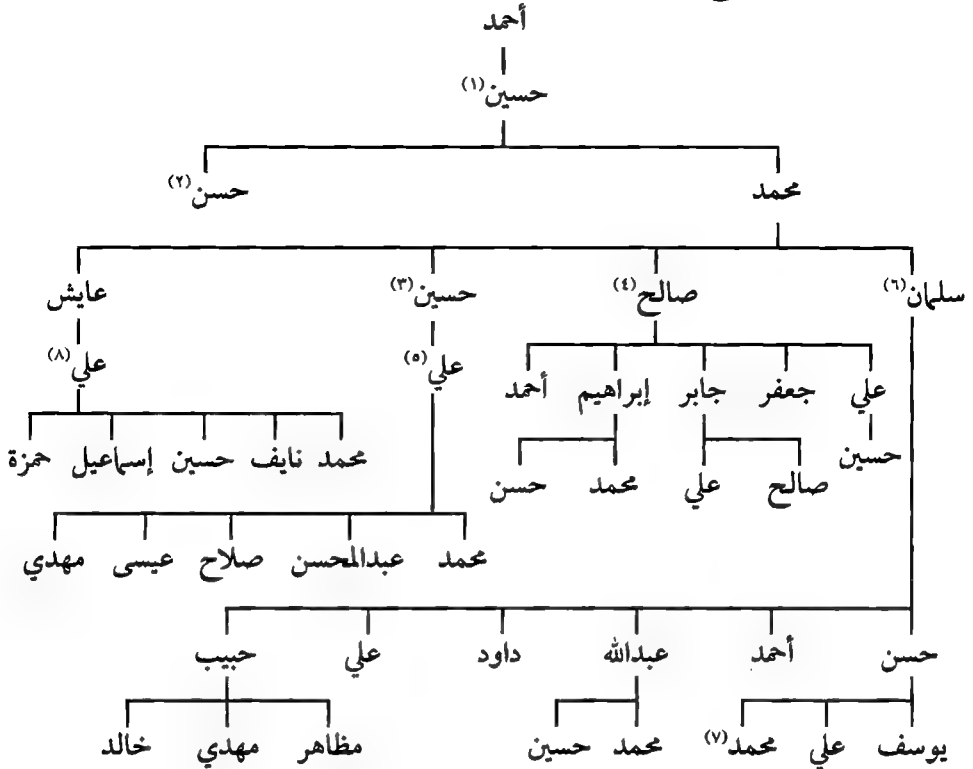 أحمد
حسين (١)
محمد حسن (٢)
سلمان (٦) صالح (٤) حسين (٣) عايش
علي جعفر جابر إبراهيم أحمد علي (٥) علي (٨)
حسين صالح علي محمد حسن محمد نايف حسين إسماعيل حمزة
محمد عبدالمحسن صلاح عيسى مهدي
حسن أحمد عبدالله داود علي حبيب
يوسف علي محمد (٧) محمد حسين مظاهر مهدي خالد